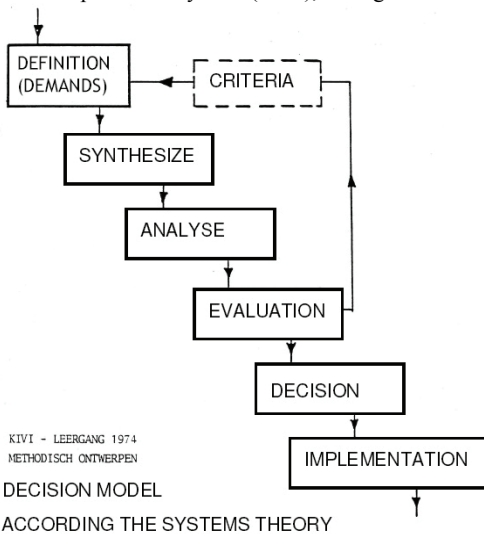 DEFINITION
(DEMANDS)
CRITERIA
SYNTHESIZE
ANALYSE
EVALUATION
DECISION
IMPLEMENTATION
KIVI - LEERGANG 1974
METHODISCH ONTWERPEN
DECISION MODEL
ACCORDING THE SYSTEMS THEORY